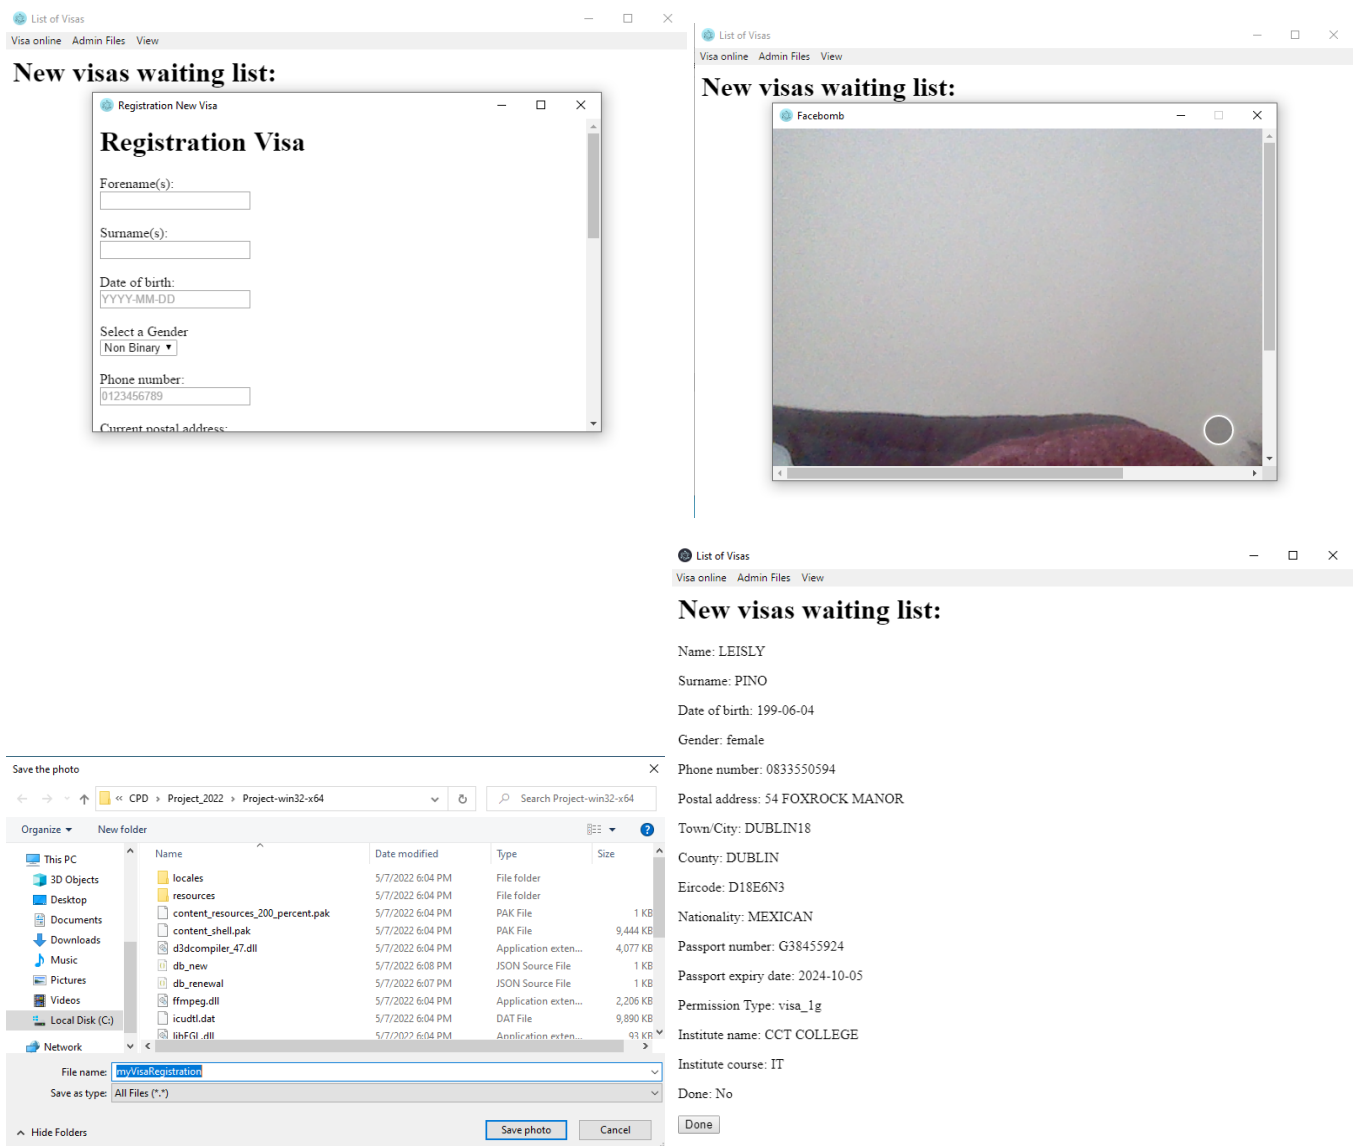 List of Visas
Visa online Admin Files View
New visas waiting list:
Registration New Visa
Registration Visa
Forename(s):
Surname(s):
Date of birth:
YYYY-MM-DD
Select a Gender
Non Binary
Phone number:
0123456789
Current postal address:
List of Visas
Visa online Admin Files View
New visas waiting list:
Facebomb
Save the photo
« CPD › Project_2022 › Project-win32-x64
Search Project-win32-x64
Organize New folder
This PC
3D Objects
Desktop
Documents
Downloads
Music
Pictures
Videos
Local Disk (C:)
Network
Name Date modified Type Size
locales 5/7/2022 6:04 PM File folder
resources 5/7/2022 6:04 PM File folder
content_resources_200_percent.pak 5/7/2022 6:04 PM PAK File 1 KB
content_shell.pak 5/7/2022 6:04 PM PAK File 9,444 KB
d3dcompiler_47.dll 5/7/2022 6:04 PM Application exten... 4,077 KB
db_new 5/7/2022 6:08 PM JSON Source File 1 KB
db_renewal 5/7/2022 6:07 PM JSON Source File 1 KB
ffmpeg.dll 5/7/2022 6:04 PM Application exten... 2,206 KB
icudtl.dat 5/7/2022 6:04 PM DAT File 9,890 KB
libEGL.dll 5/7/2022 6:04 PM Application exten... 93 KB
File name: myVisaRegistration
Save as type: All Files (*.*)
Hide Folders
Save photo Cancel
List of Visas
Visa online Admin Files View
New visas waiting list:
Name: LEISLY
Surname: PINO
Date of birth: 199-06-04
Gender: female
Phone number: 0833550594
Postal address: 54 FOXROCK MANOR
Town/City: DUBLIN18
County: DUBLIN
Eircode: D18E6N3
Nationality: MEXICAN
Passport number: G38455924
Passport expiry date: 2024-10-05
Permission Type: visa_1g
Institute name: CCT COLLEGE
Institute course: IT
Done: No
Done